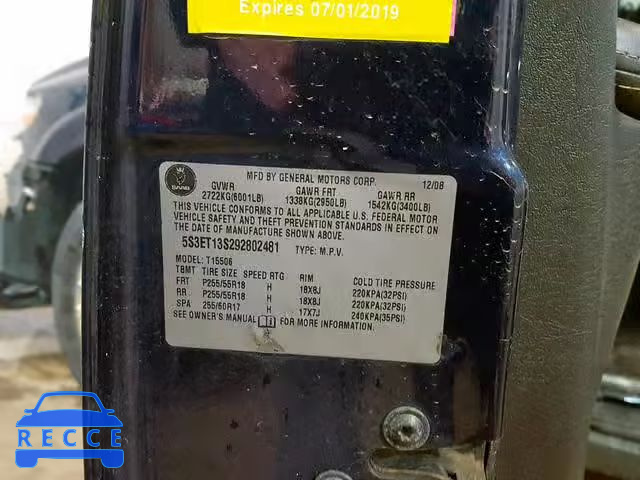 Expires 07/01/2019
MFD BY GENERAL MOTORS CORP. 12/08
SAAB
GVWR GAWR FRT GAWR RR
2722KG(6001LB) 1338KG(2950LB) 1542KG(3400LB)
THIS VEHICLE CONFORMS TO ALL APPLICABLE U.S. FEDERAL MOTOR
VEHICLE SAFETY AND THEFT PREVENTION STANDARDS IN EFFECT ON
THE DATE OF MANUFACTURE SHOWN ABOVE.
5S3ET13S292802481 TYPE: M.P.V.
MODEL: T15506
TBMT TIRE SIZE SPEED RTG RIM COLD TIRE PRESSURE
FRT P255/55R18 H 18X8J 220KPA(32PSI)
RR P255/55R18 H 18X8J 220KPA(32PSI)
SPA 255/60R17 H 17X7J 240KPA(35PSI)
SEE OWNER'S MANUAL FOR MORE INFORMATION.
RECCE